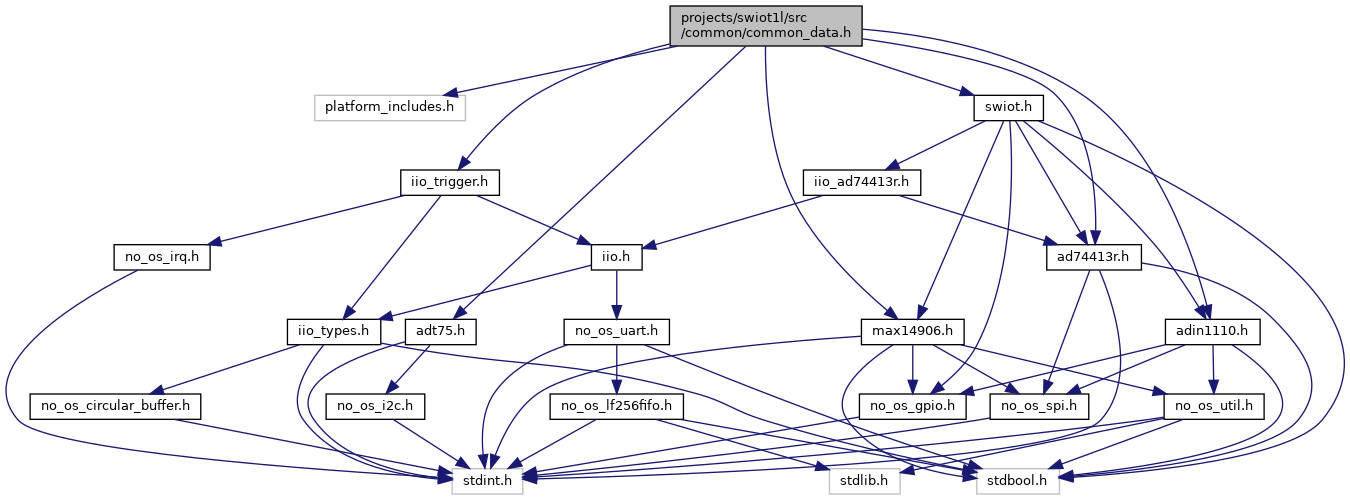 projects/swiot1l/src
/common/common_data.h
platform_includes.h
swiot.h
iio_trigger.h
iio_ad74413r.h
no_os_irq.h
iio.h
ad74413r.h
iio_types.h
adt75.h
no_os_uart.h
max14906.h
adin1110.h
no_os_circular_buffer.h
no_os_i2c.h
no_os_lf256fifo.h
no_os_gpio.h
no_os_spi.h
no_os_util.h
stdint.h
stdlib.h
stdbool.h